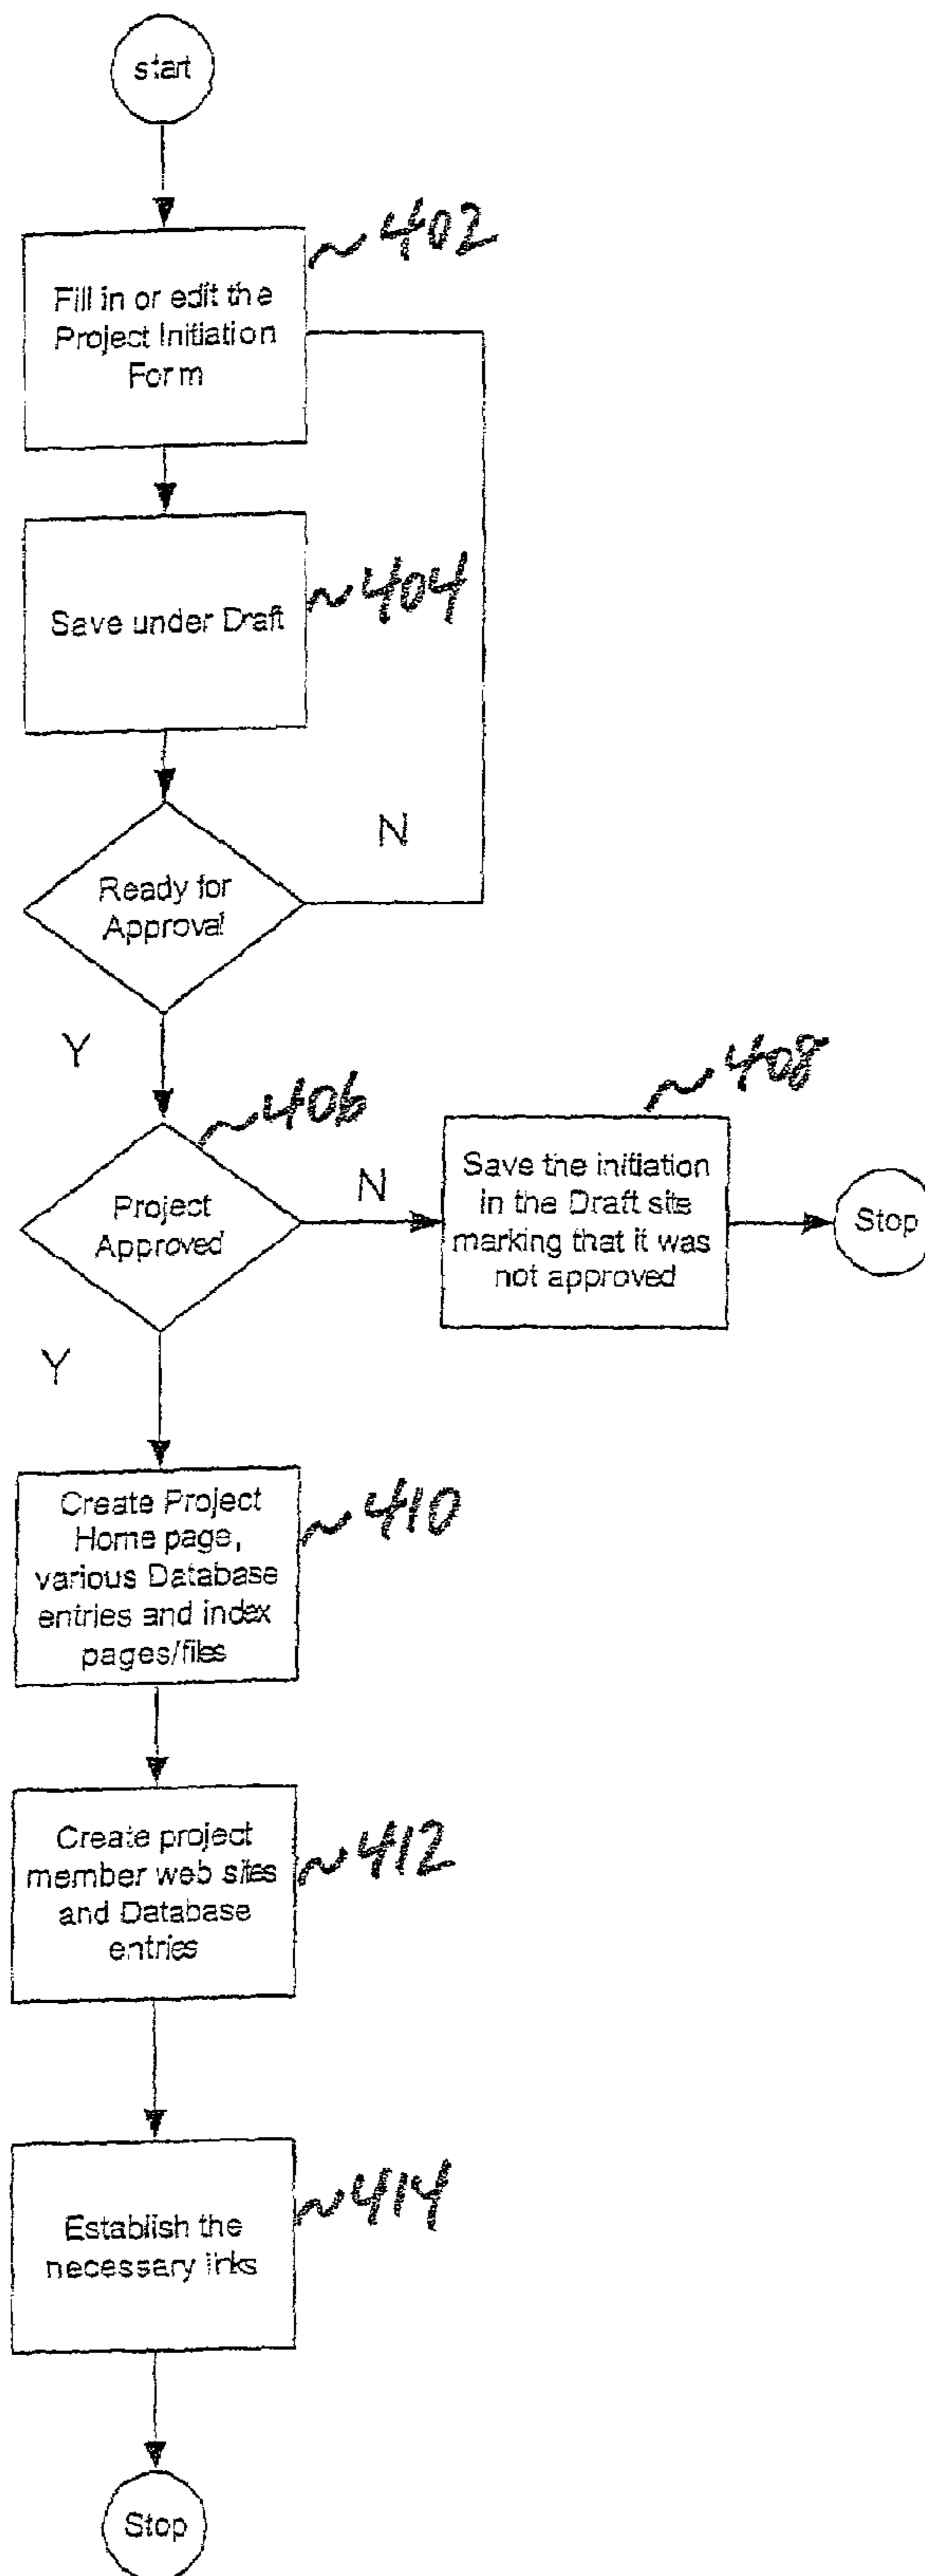 start
~402
Fill in or edit the
Project Initiation
Form
~404
Save under Draft
N
Ready for
Approval
Y
~406
~408
Project
Approved
N
Save the initiation
in the Draft site
marking that it was
not approved
Stop
Y
Create Project
Home page,
various Database
entries and index
pages/files
~410
Create project
member web sites
and Database
entries
~412
Establish the
necessary links
~414
Stop